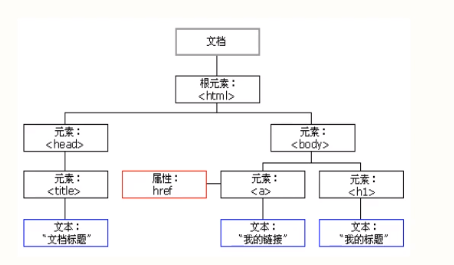 文档
根元素：
<html>
元素：
<head>
元素：
<body>
元素：
<title>
属性：
href
元素：
<a>
元素：
<h1>
文本：
"文档标题"
文本：
"我的链接"
文本：
"我的标题"